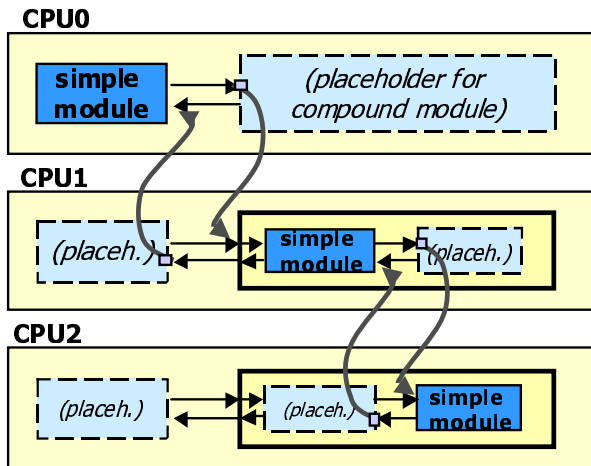 CPU0
simple
module
(placeholder for
compound module)
CPU1
(placeh.)
simple
module
(placeh.)
CPU2
(placeh.)
(placeh.)
simple
module